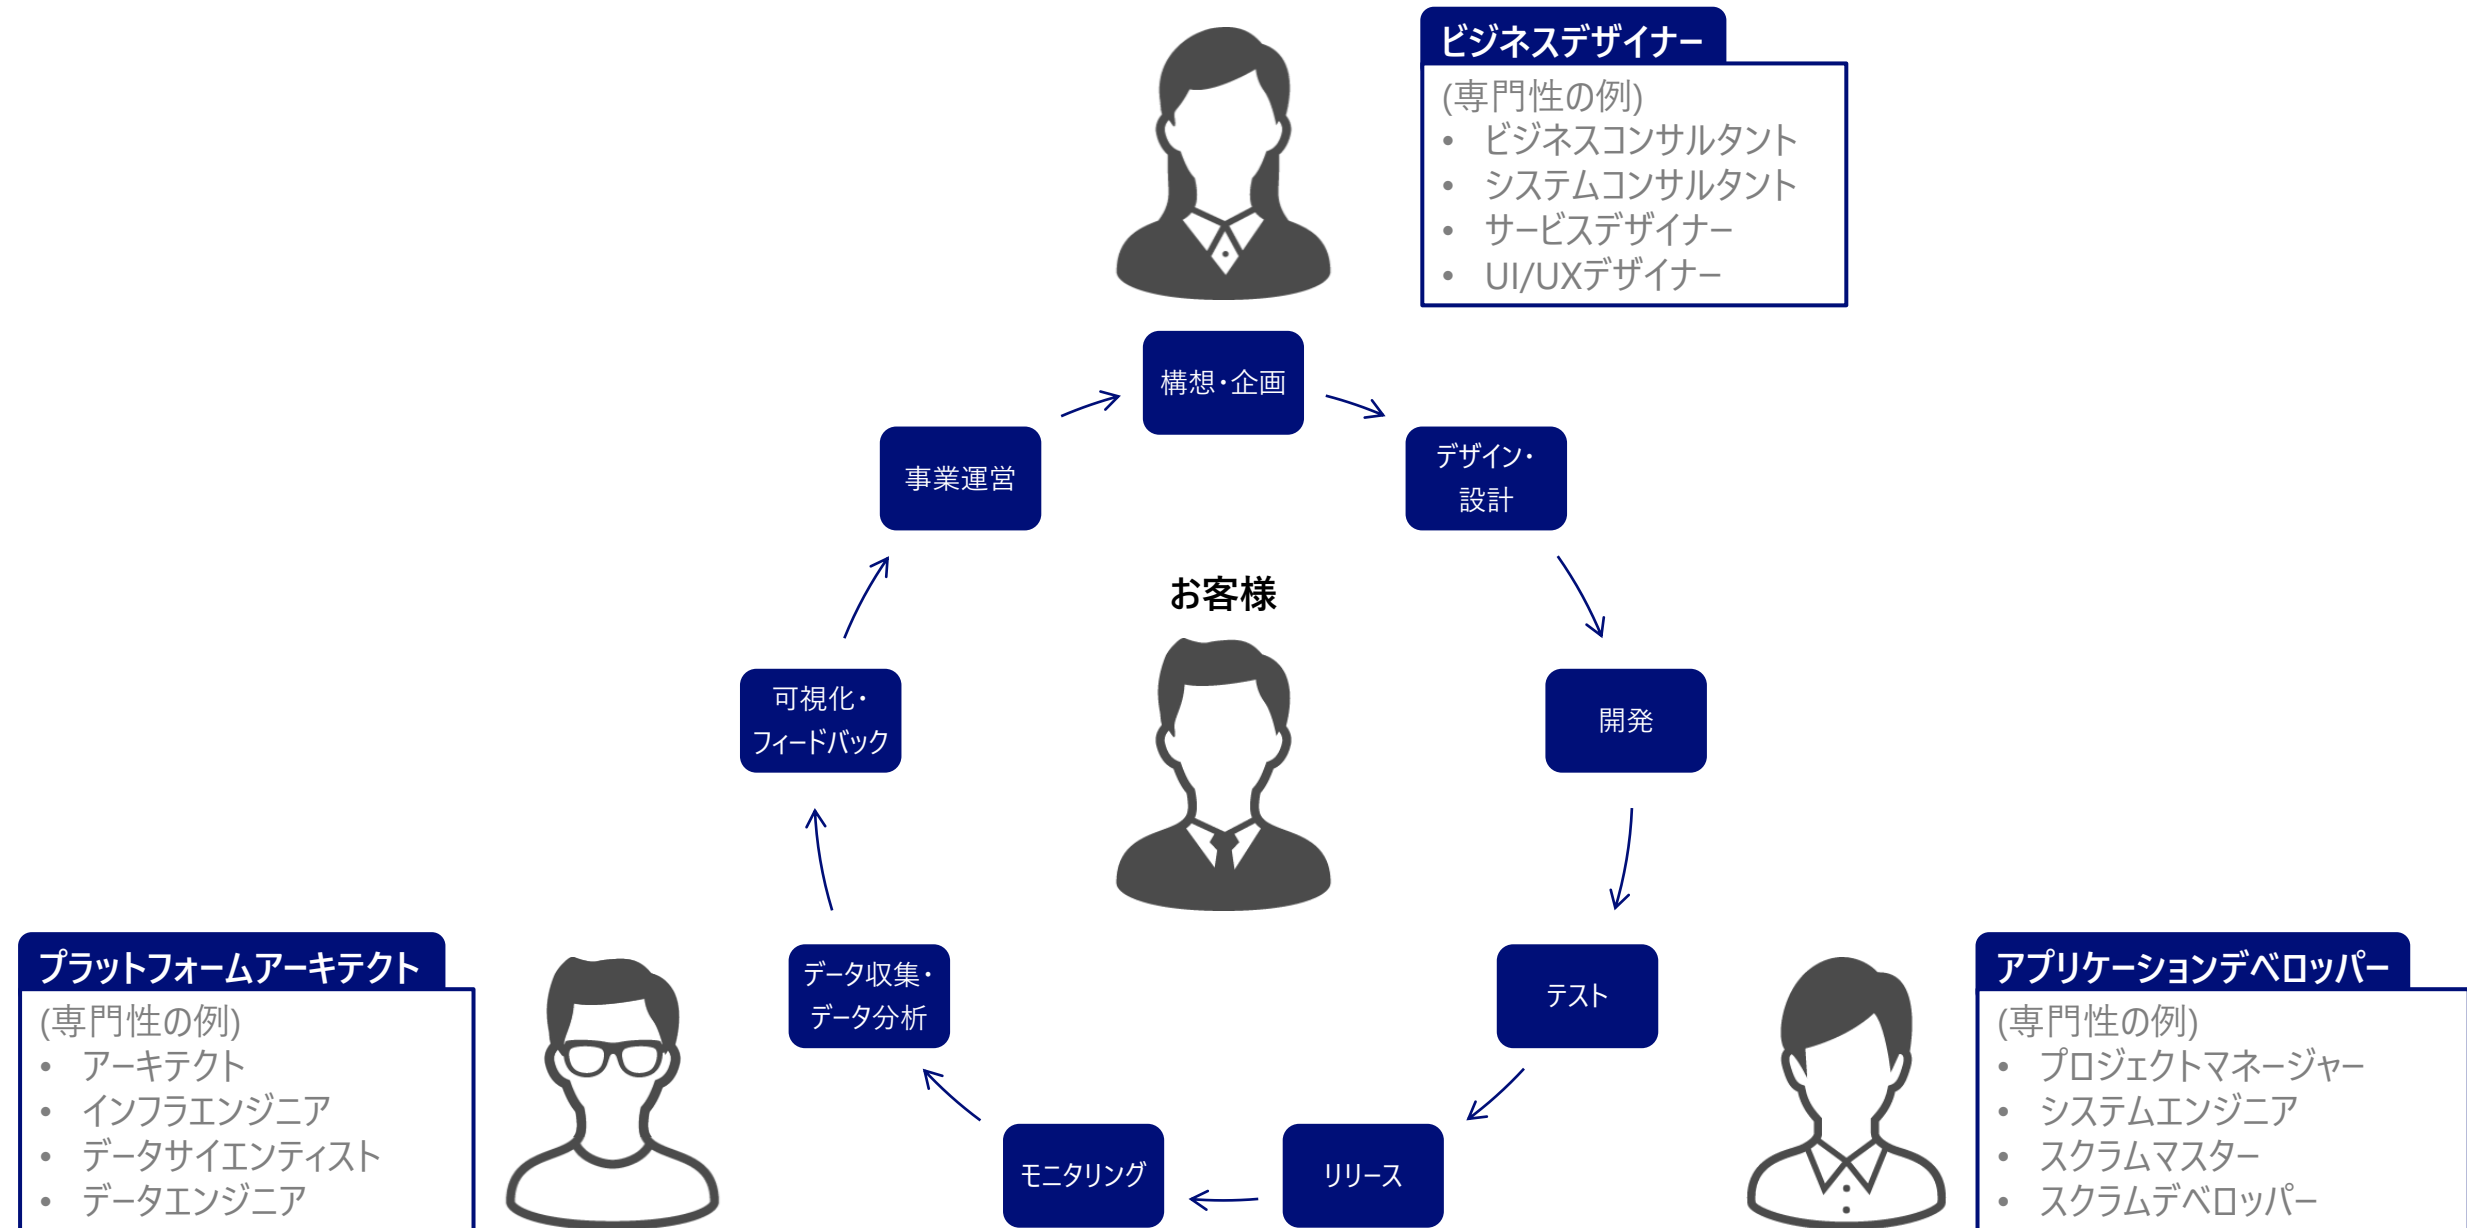 ビジネスデザイナー
(専門性の例)
• ビジネスコンサルタント
• システムコンサルタント
• サービスデザイナー
• UI/UXデザイナー
構想・企画
デザイン・
設計
開発
テスト
リリース
モニタリング
データ収集・
データ分析
可視化・
フィードバック
事業運営
お客様
プラットフォームアーキテクト
(専門性の例)
• アーキテクト
• インフラエンジニア
• データサイエンティスト
• データエンジニア
アプリケーションデベロッパー
(専門性の例)
• プロジェクトマネージャー
• システムエンジニア
• スクラムマスター
• スクラムデベロッパー